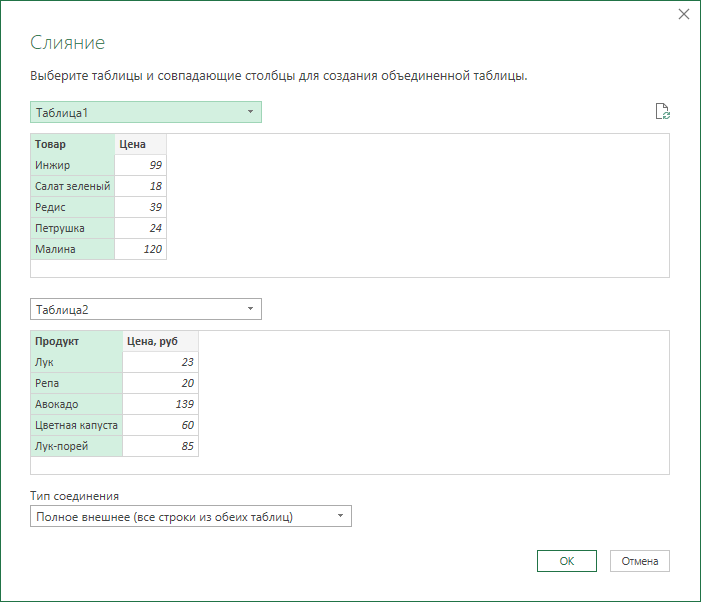 Слияние
Выберите таблицы и совпадающие столбцы для создания объединенной таблицы.
Таблица1
Товар Цена
Инжир 99
Салат зеленый 18
Редис 39
Петрушка 24
Малина 120
Таблица2
Продукт Цена, руб
Лук 23
Репа 20
Авокадо 139
Цветная капуста 60
Лук-порей 85
Тип соединения
Полное внешнее (все строки из обеих таблиц)
ОК Отмена